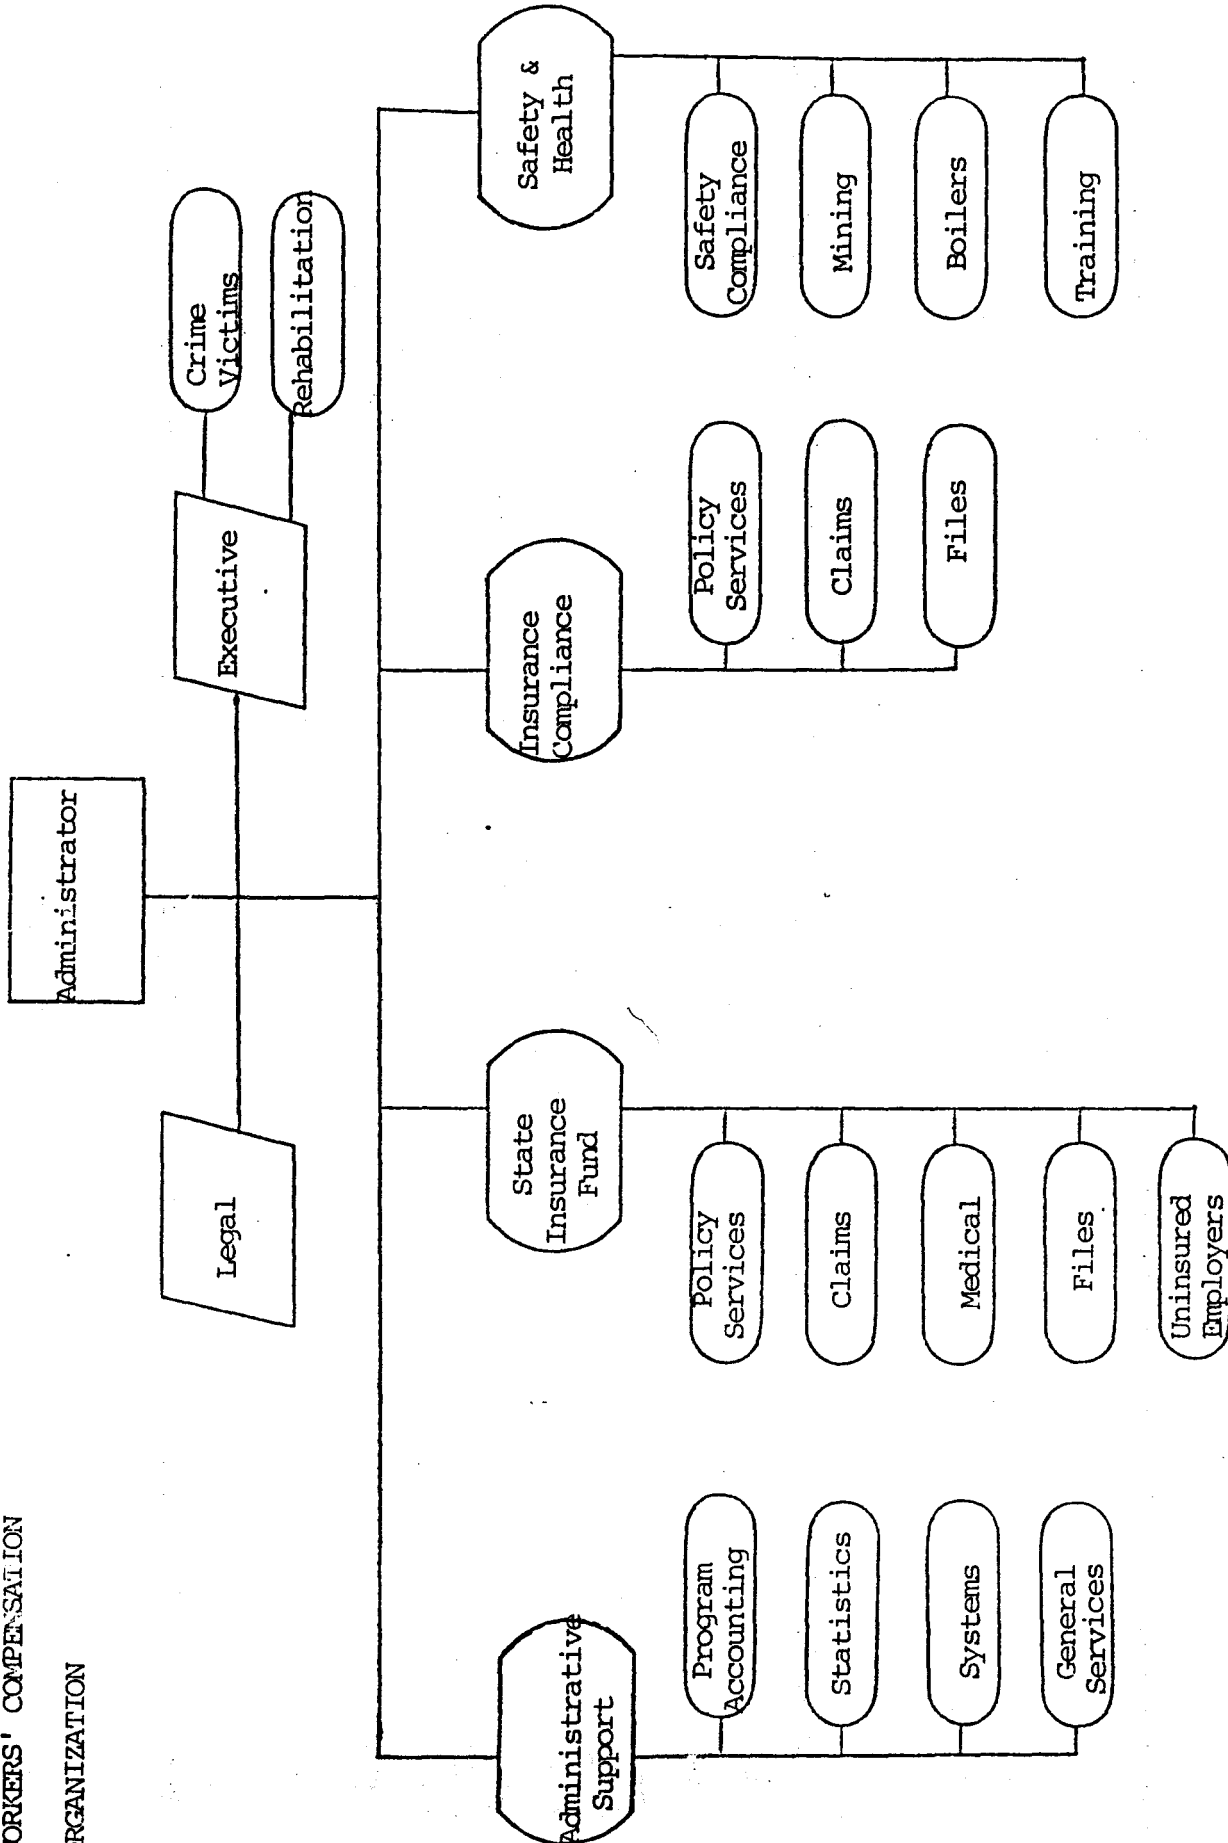 ORKERS' COMPENSATION
RGANIZATION
Administrator
Legal
Executive
Crime
Victims
Rehabilitation
Administrative
Support
State
Insurance
Fund
Insurance
Compliance
Safety &
Health
Program
Accounting
Statistics
Systems
General
Services
Policy
Services
Claims
Medical
Files
Uninsured
Employers
Policy
Services
Claims
Files
Safety
Compliance
Mining
Boilers
Training